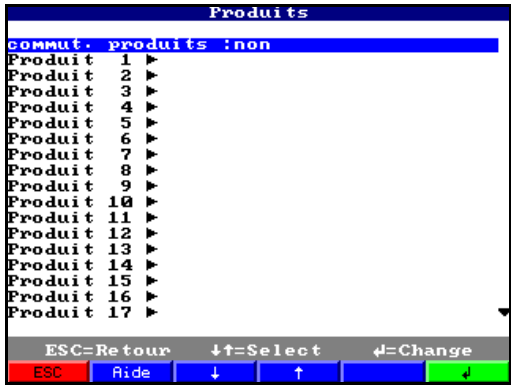 Produits
commut. produits :non
Produit 1 ►
Produit 2 ►
Produit 3 ►
Produit 4 ►
Produit 5 ►
Produit 6 ►
Produit 7 ►
Produit 8 ►
Produit 9 ►
Produit 10 ►
Produit 11 ►
Produit 12 ►
Produit 13 ►
Produit 14 ►
Produit 15 ►
Produit 16 ►
Produit 17 ►
ESC=Retour ↓↑=Select ↲=Change
ESC Aide ↓ ↑ ↲